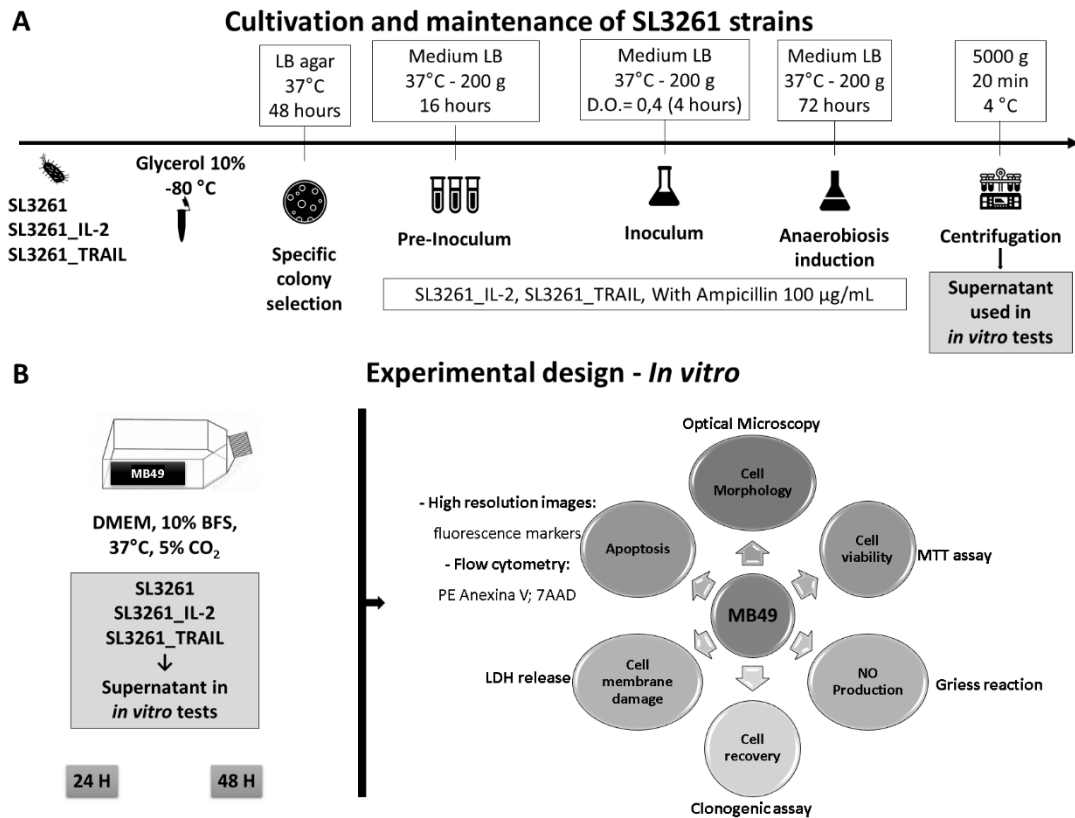 A
Cultivation and maintenance of SL3261 strains
LB agar
37°C
48 hours
Medium LB
37°C - 200 g
16 hours
Medium LB
37°C - 200 g
D.O.= 0,4 (4 hours)
Medium LB
37°C - 200 g
72 hours
5000 g
20 min
4 °C
SL3261
SL3261_IL-2
SL3261_TRAIL
Glycerol 10%
-80 °C
Specific
colony
selection
Pre-Inoculum
Inoculum
Anaerobiosis
induction
Centrifugation
SL3261_IL-2, SL3261_TRAIL, With Ampicillin 100 µg/mL
Supernatant
used in
in vitro tests
B
Experimental design - In vitro
MB49
DMEM, 10% BFS,
37°C, 5% CO₂
SL3261
SL3261_IL-2
SL3261_TRAIL
↓
Supernatant in
in vitro tests
24 H
48 H
Optical Microscopy
Cell
Morphology
- High resolution images:
fluorescence markers
- Flow cytometry:
PE Anexina V; 7AAD
Apoptosis
Cell
viability
MTT assay
MB49
LDH release
Cell
membrane
damage
NO
Production
Griess reaction
Cell
recovery
Clonogenic assay